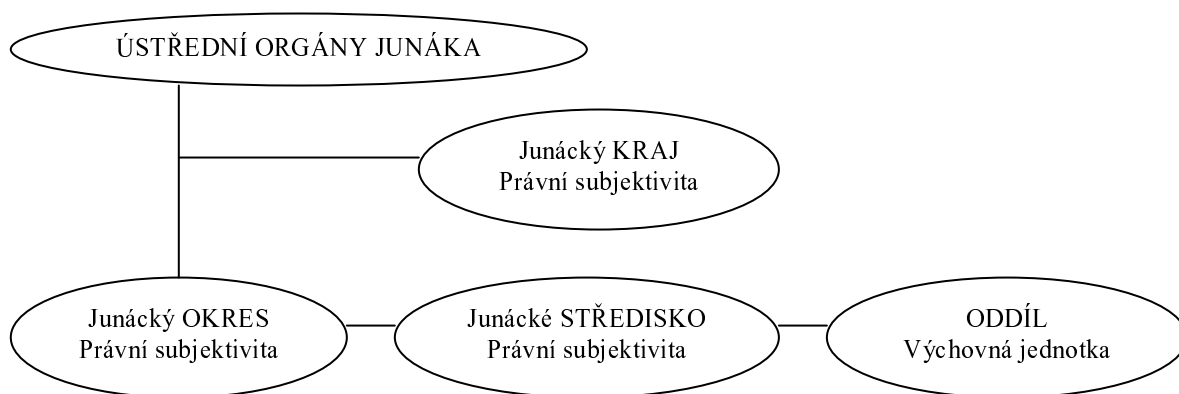 ÚSTŘEDNÍ ORGÁNY JUNÁKA
Junácký KRAJ
Právní subjektivita
Junácký OKRES
Právní subjektivita
Junácké STŘEDISKO
Právní subjektivita
ODDÍL
Výchovná jednotka